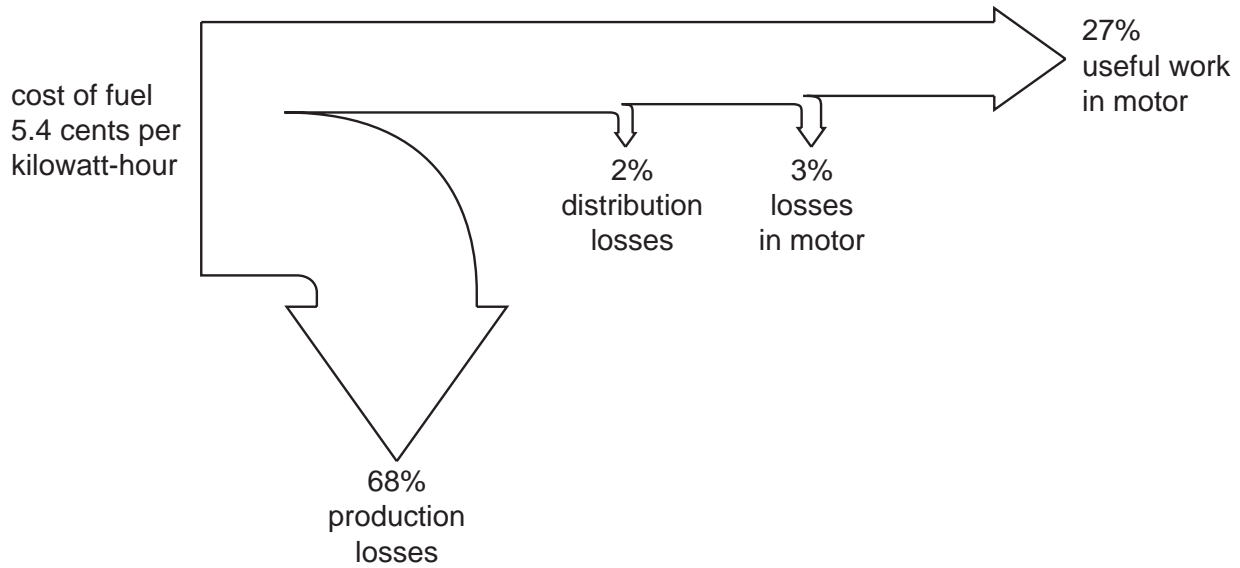 27%
useful work
in motor
cost of fuel
5.4 cents per
kilowatt-hour
2%
distribution
losses
3%
losses
in motor
68%
production
losses